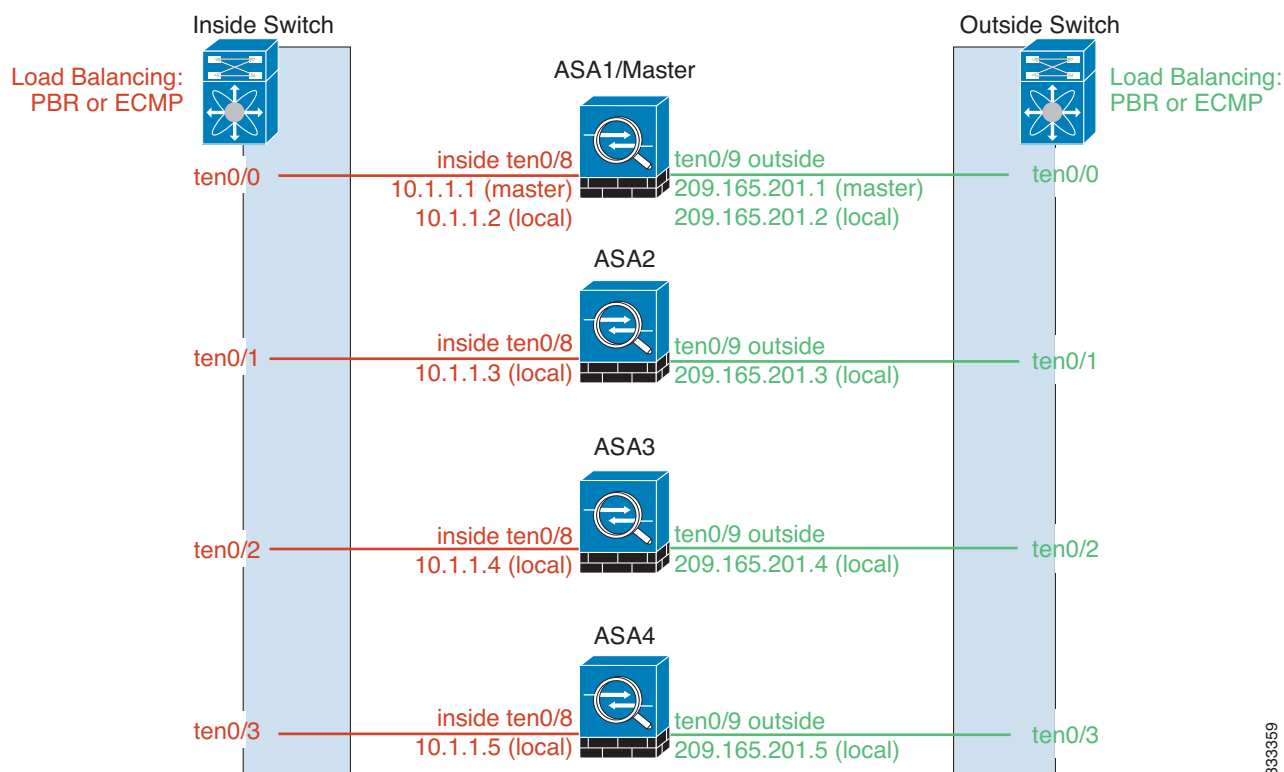 Inside Switch
Outside Switch
Load Balancing:
PBR or ECMP
ASA1/Master
Load Balancing:
PBR or ECMP
ten0/0
inside ten0/8
10.1.1.1 (master)
10.1.1.2 (local)
ten0/9 outside
209.165.201.1 (master)
209.165.201.2 (local)
ten0/0
ASA2
ten0/1
inside ten0/8
10.1.1.3 (local)
ten0/9 outside
209.165.201.3 (local)
ten0/1
ASA3
ten0/2
inside ten0/8
10.1.1.4 (local)
ten0/9 outside
209.165.201.4 (local)
ten0/2
ASA4
ten0/3
inside ten0/8
10.1.1.5 (local)
ten0/9 outside
209.165.201.5 (local)
ten0/3
333359